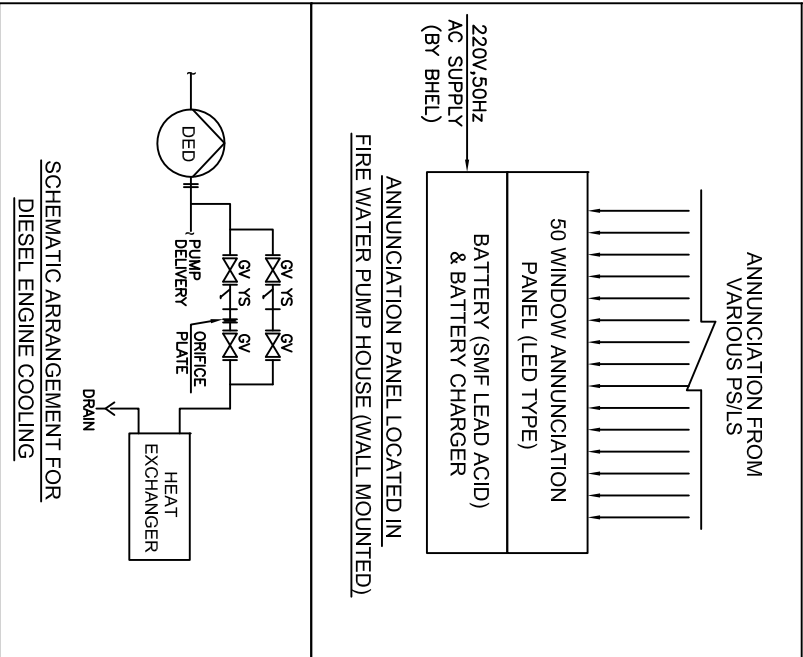 ANNUNCIATION FROM
VARIOUS PS/LS
50 WINDOW ANNUNCIATION
PANEL (LED TYPE)
BATTERY (SMF LEAD ACID)
& BATTERY CHARGER
220V,50Hz
AC SUPPLY
(BY BHEL)
ANNUNCIATION PANEL LOCATED IN
FIRE WATER PUMP HOUSE (WALL MOUNTED)
GV YS
GV
GV YS
GV
DED
PUMP
DELIVERY
ORIFICE
PLATE
DRAIN
HEAT
EXCHANGER
SCHEMATIC ARRANGEMENT FOR
DIESEL ENGINE COOLING